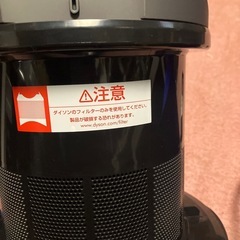 ⚠注意
ダイソンのフィルターのみを使用してください。
製品が破損する恐れがあります。
www.dyson.com/filter